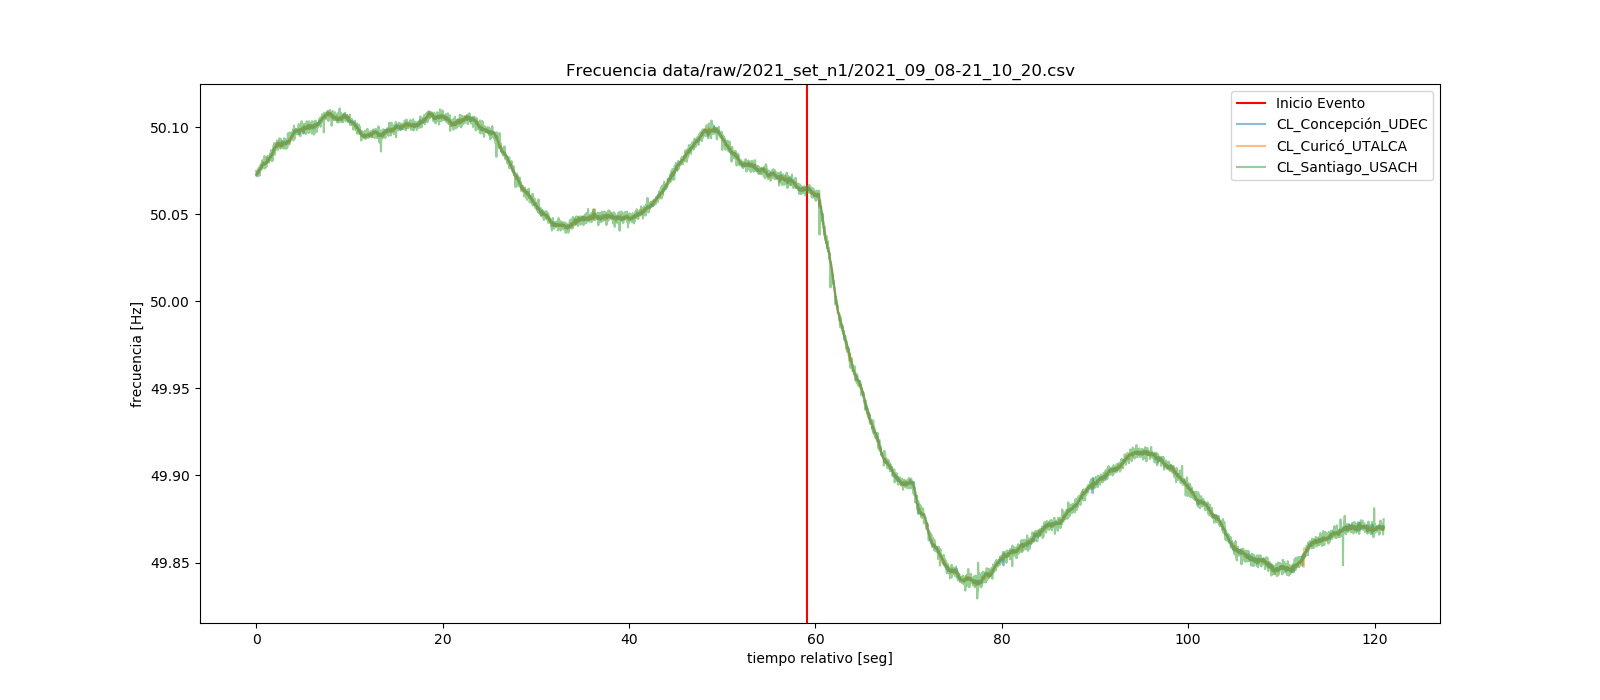 Frecuencia data/raw/2021_set_n1/2021_09_08-21_10_20.csv
Inicio Evento
CL_Concepción_UDEC
CL_Curicó_UTALCA
CL_Santiago_USACH
frecuencia [Hz]
50.10
50.05
50.00
49.95
49.90
49.85
0 20 40 60 80 100 120
tiempo relativo [seg]